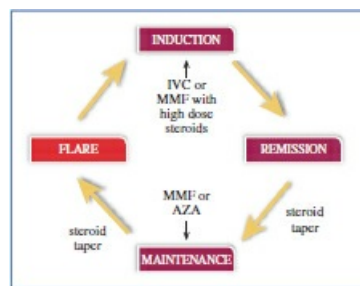 INDUCTION
IVC or
MMF with
high dose
steroids
FLARE
REMISSION
MMF or
AZA
steroid
taper
steroid
taper
MAINTENANCE